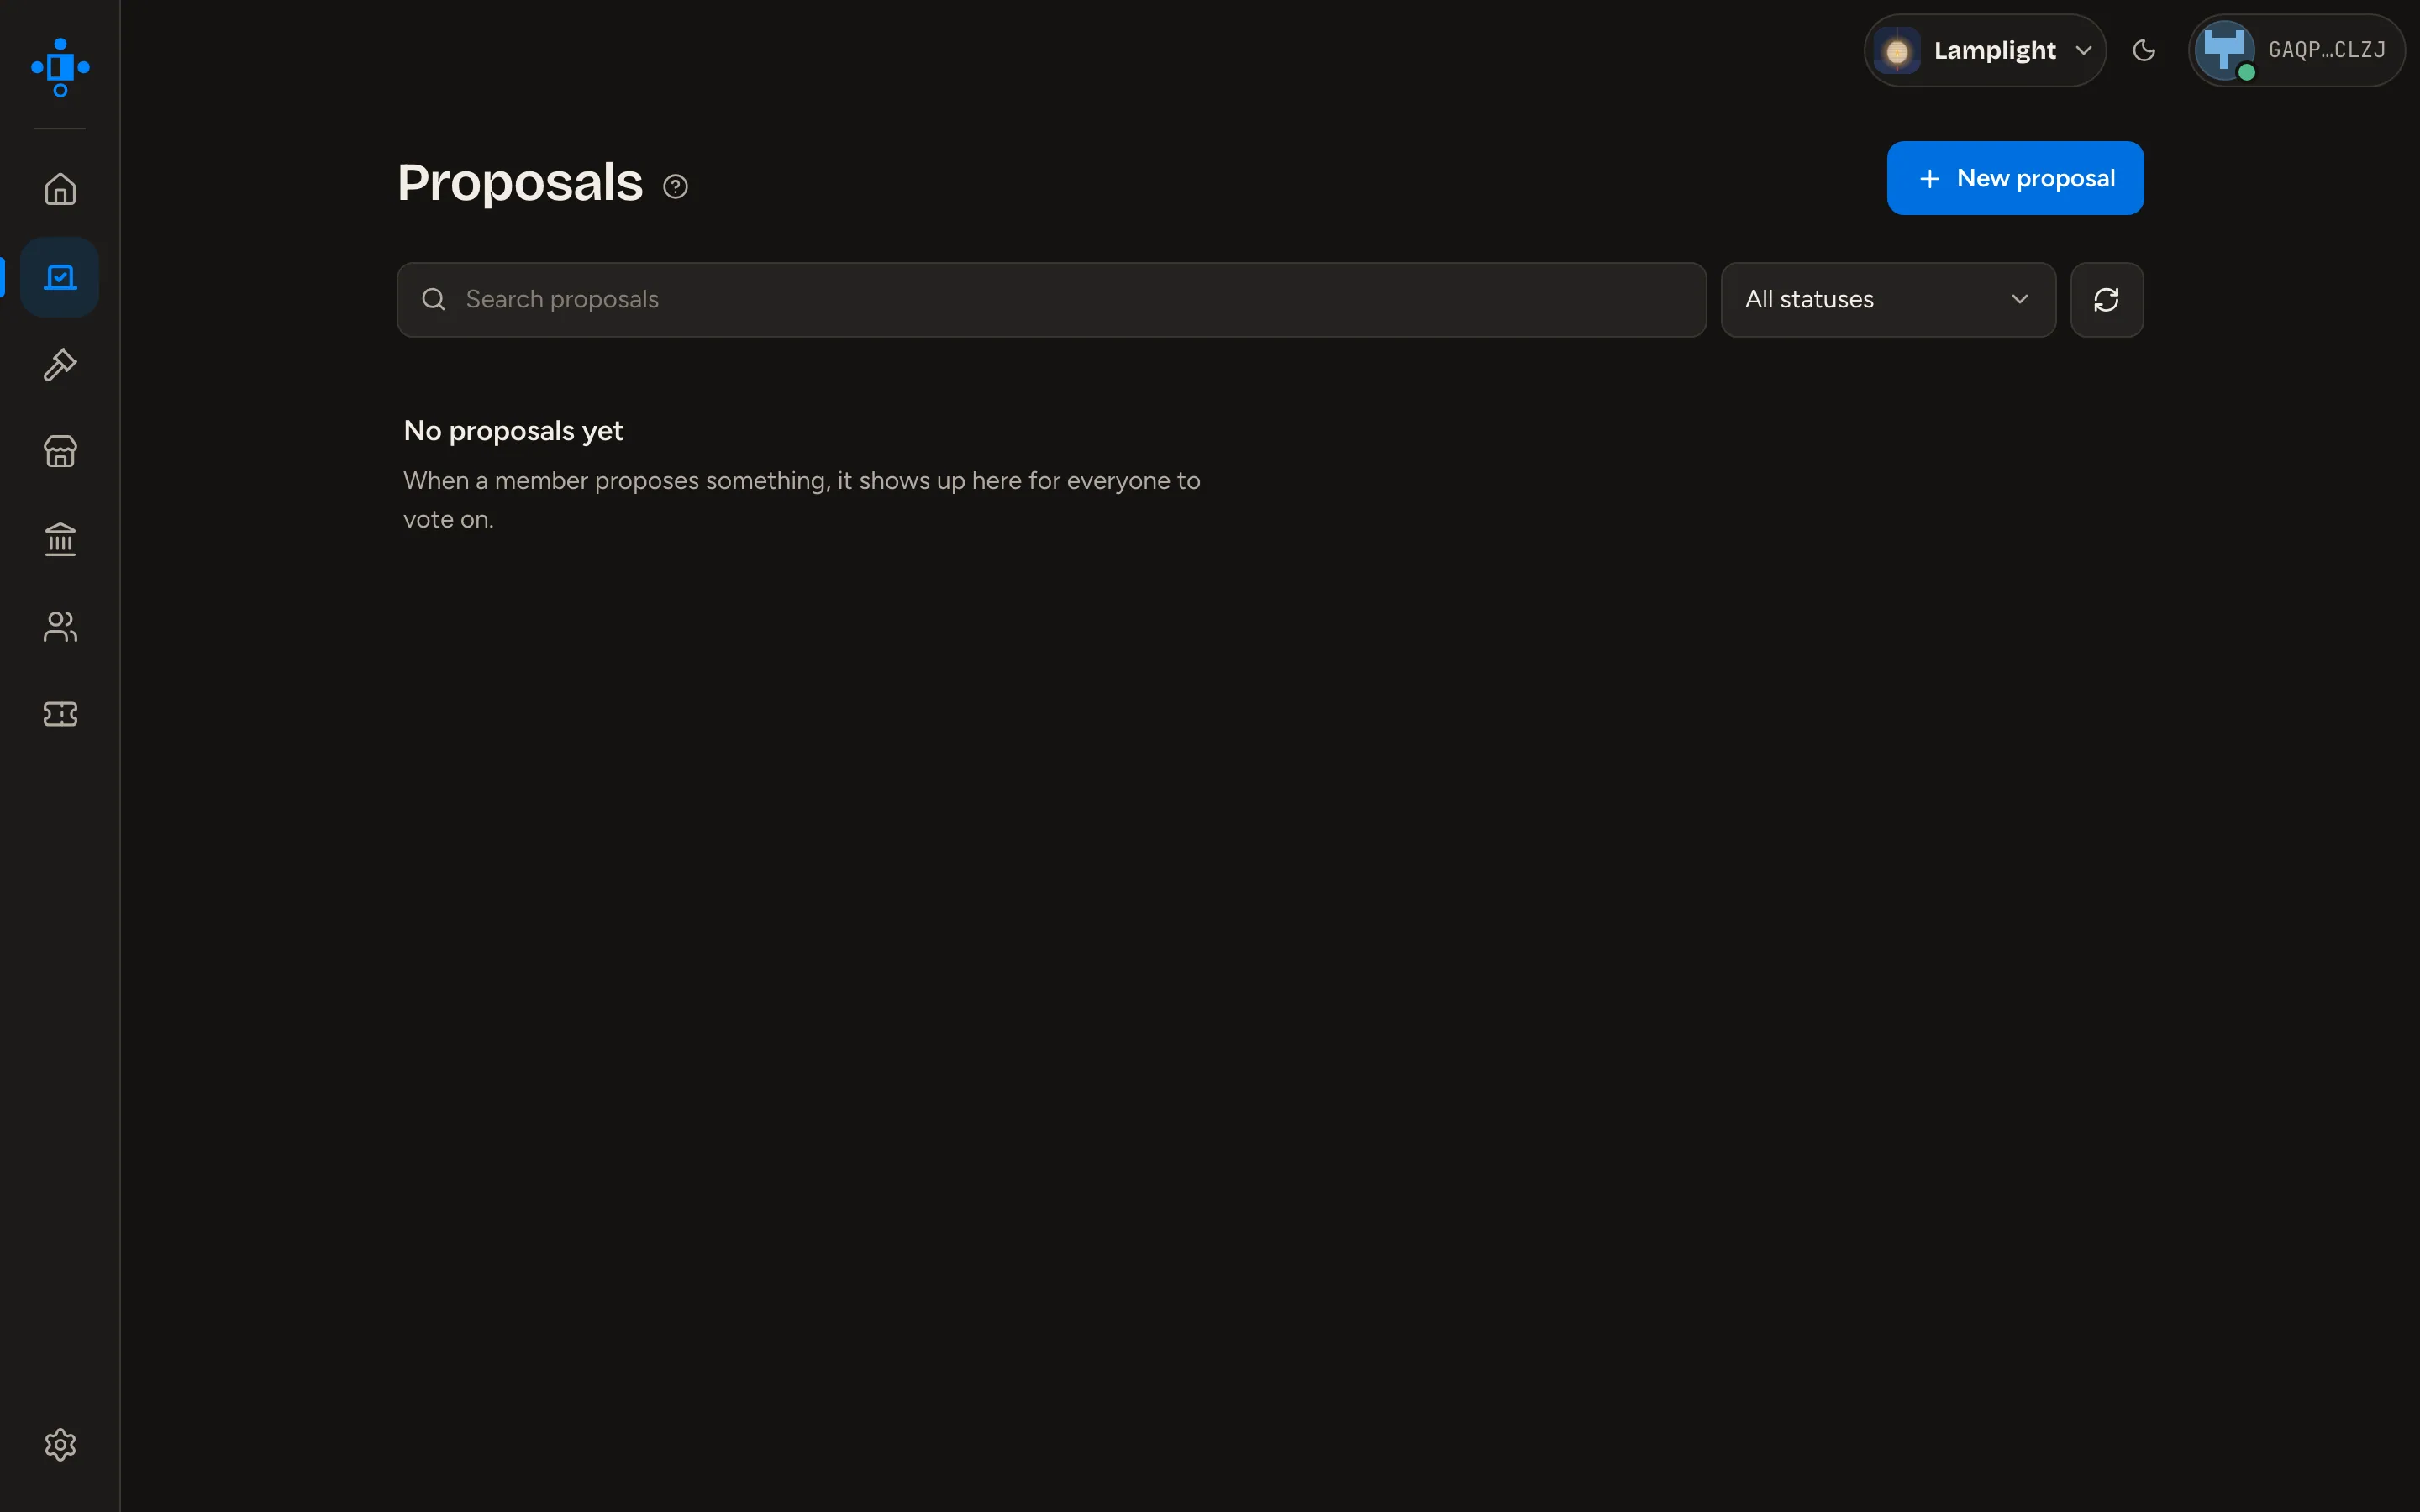 Lamplight
GAQP…CLZJ
Proposals
New proposal
Search proposals
All statuses
No proposals yet
When a member proposes something, it shows up here for everyone to
vote on.